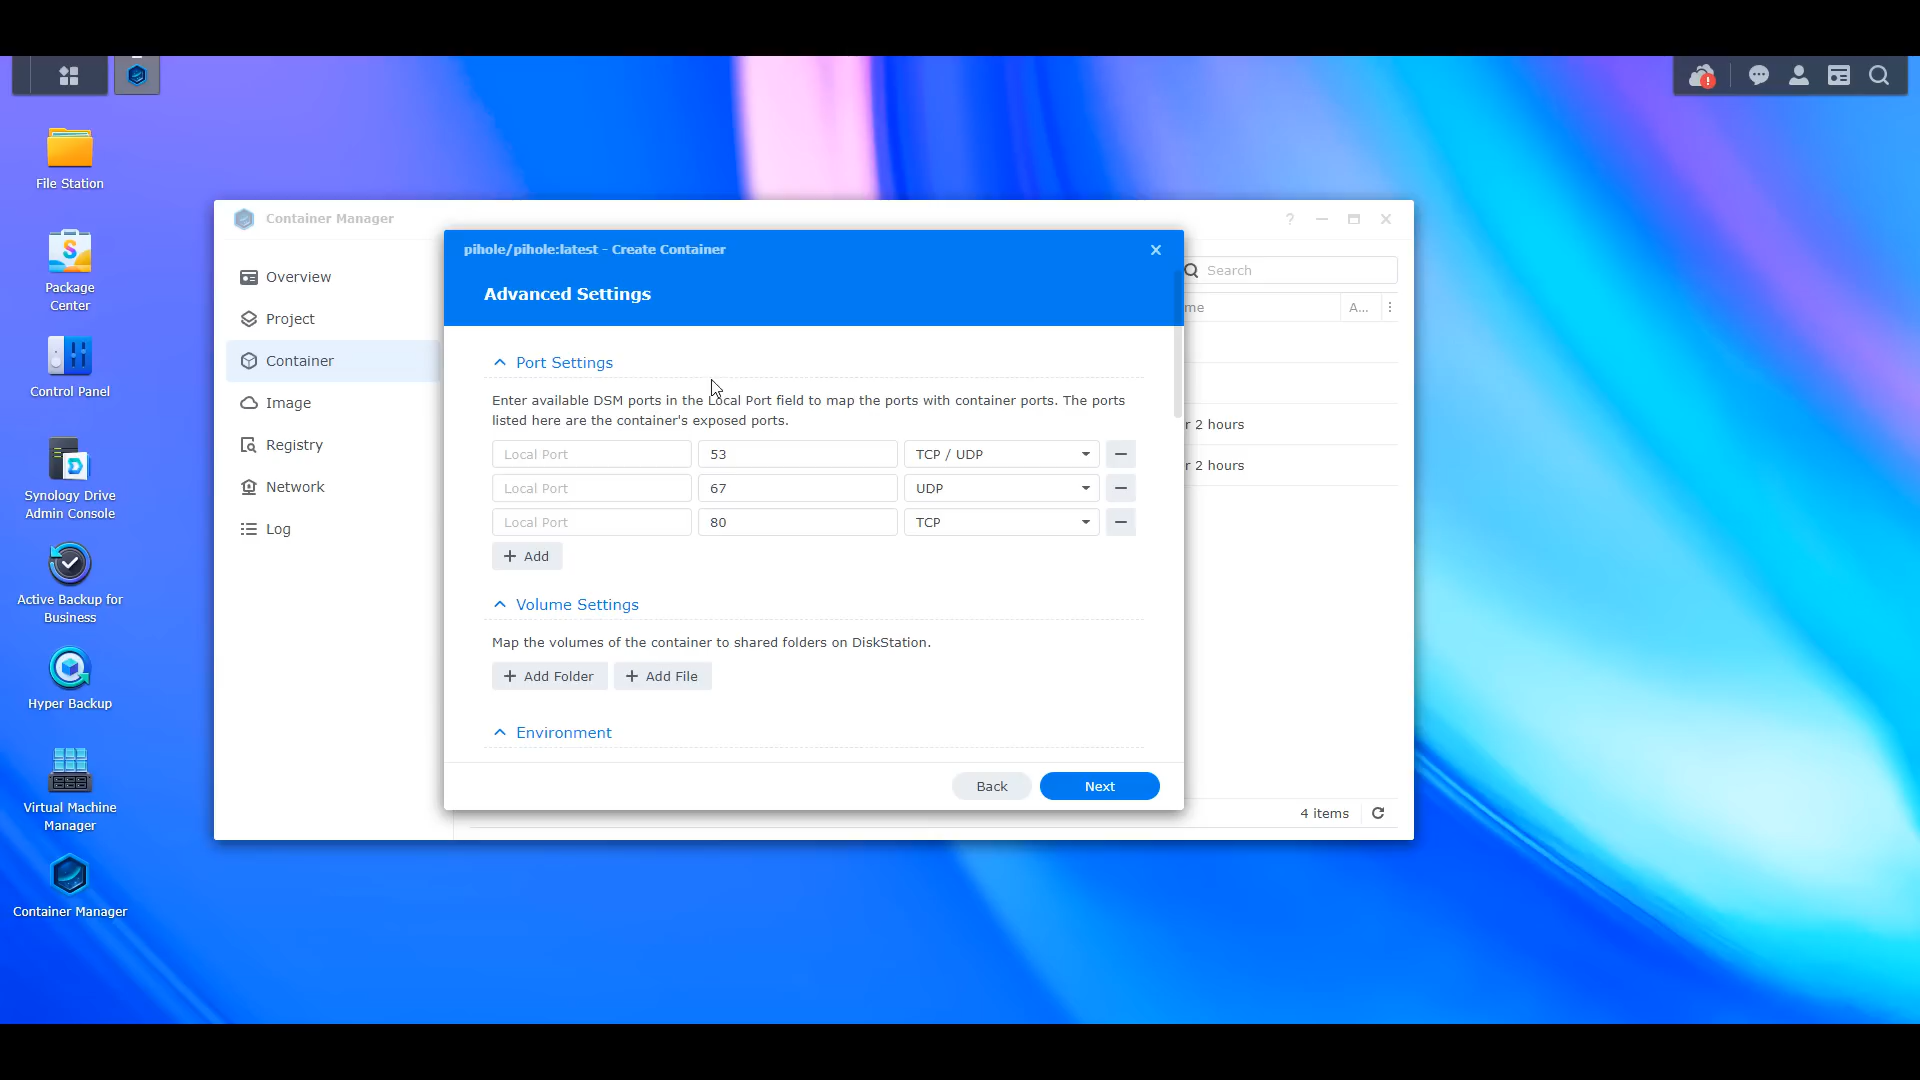 File Station
Package
Center
Control Panel
Synology Drive
Admin Console
Active Backup for
Business
Hyper Backup
Virtual Machine
Manager
Container Manager
Container Manager
Overview
Project
Container
Image
Registry
Network
Log
Search
me
A...
r 2 hours
r 2 hours
4 items
pihole/pihole:latest - Create Container
Advanced Settings
Port Settings
Enter available DSM ports in the Local Port field to map the ports with container ports. The ports
listed here are the container's exposed ports.
Local Port 53 TCP / UDP
Local Port 67 UDP
Local Port 80 TCP
Add
Volume Settings
Map the volumes of the container to shared folders on DiskStation.
Add Folder Add File
Environment
Back Next